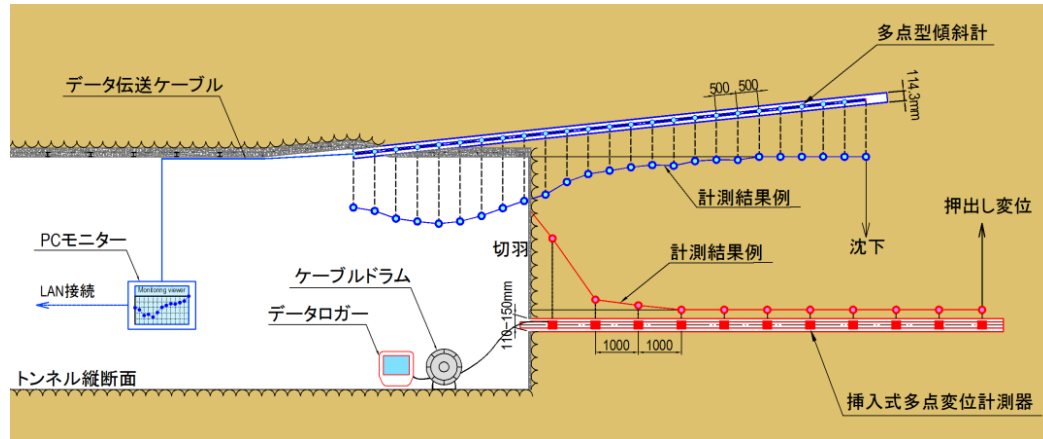 多点型傾斜計
データ伝送ケーブル
500
500
114.3mm
計測結果例
押出し変位
沈下
切羽
計測結果例
PCモニター
ケーブルドラム
LAN接続
Monitoring viewer
データロガー
110-150mm
1000
1000
トンネル縦断面
挿入式多点変位計測器